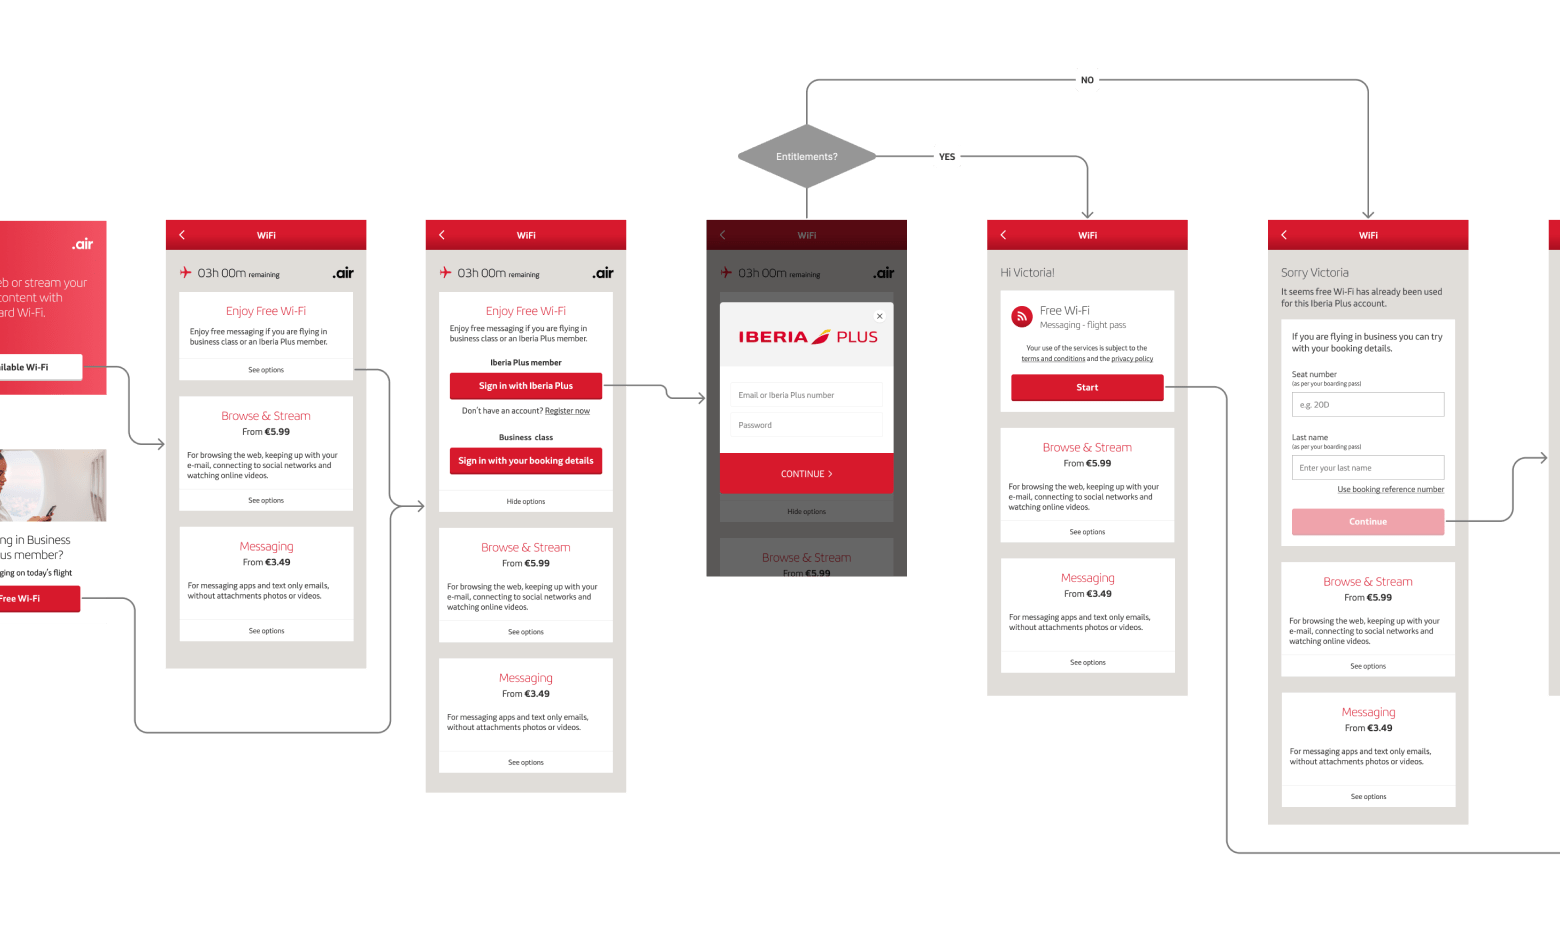 NO
Entitlements?
YES
.air
b or stream your
content with
ard Wi-Fi.
ilable Wi-Fi
ng in Business
us member?
ging on today's flight
Free Wi-Fi
WiFi
03h 00m remaining
.air
Enjoy Free Wi-Fi
Enjoy free messaging if you are flying in
business class or an Iberia Plus member.
See options
Browse & Stream
From €5.99
For browsing the web, keeping up with your
e-mail, connecting to social networks and
watching online videos.
See options
Messaging
From €3.49
For messaging apps and text only emails,
without attachments photos or videos.
See options
WiFi
03h 00m remaining
.air
Enjoy Free Wi-Fi
Enjoy free messaging if you are flying in
business class or an Iberia Plus member.
Iberia Plus member
Sign in with Iberia Plus
Don't have an account? Register now
Business class
Sign in with your booking details
Hide options
Browse & Stream
From €5.99
For browsing the web, keeping up with your
e-mail, connecting to social networks and
watching online videos.
See options
Messaging
From €3.49
For messaging apps and text only emails,
without attachments photos or videos.
See options
WiFi
03h 00m remaining
.air
IBERIA PLUS
Email or Iberia Plus number
Password
CONTINUE >
Hide options
Browse & Stream
From €5.99
WiFi
Hi Victoria!
Free Wi-Fi
Messaging - flight pass
Your use of the services is subject to the
terms and conditions and the privacy policy
Start
Browse & Stream
From €5.99
For browsing the web, keeping up with your
e-mail, connecting to social networks and
watching online videos.
See options
Messaging
From €3.49
For messaging apps and text only emails,
without attachments photos or videos.
See options
WiFi
Sorry Victoria
It seems free Wi-Fi has already been used
for this Iberia Plus account.
If you are flying in business you can try
with your booking details.
Seat number
(as per your boarding pass)
e.g. 20D
Last name
(as per your boarding pass)
Enter your last name
Use booking reference number
Continue
Browse & Stream
From €5.99
For browsing the web, keeping up with your
e-mail, connecting to social networks and
watching online videos.
See options
Messaging
From €3.49
For messaging apps and text only emails,
without attachments photos or videos.
See options